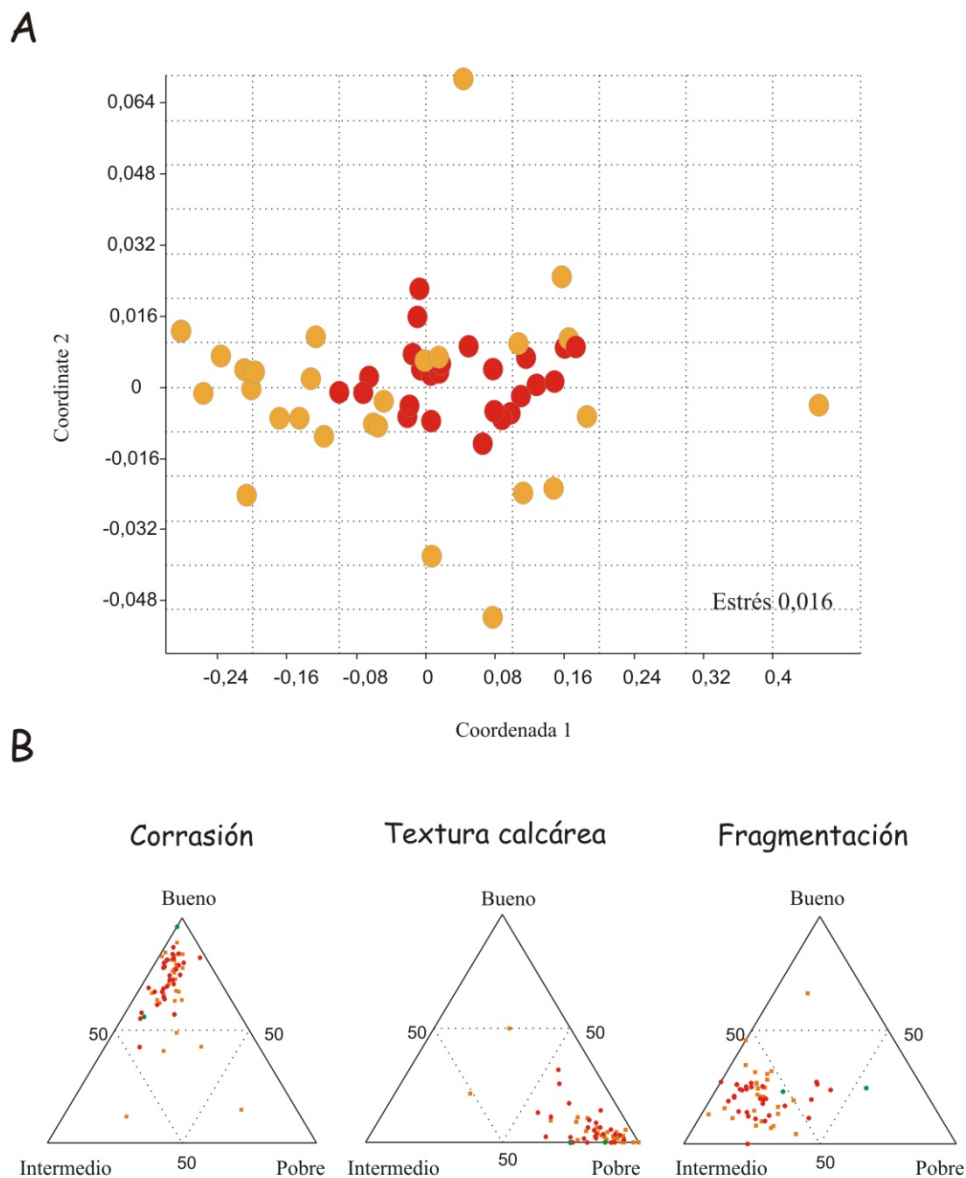 A
0,064
0,048
0,032
0,016
0
-0,016
-0,032
-0,048
Coordinate 2
Estrés 0,016
-0,24 -0,16 -0,08 0 0,08 0,16 0,24 0,32 0,4
Coordenada 1
B
Corrasión Textura calcárea Fragmentación
Bueno Bueno Bueno
50 50 50 50 50 50
Intermedio 50 Pobre Intermedio 50 Pobre Intermedio 50 Pobre